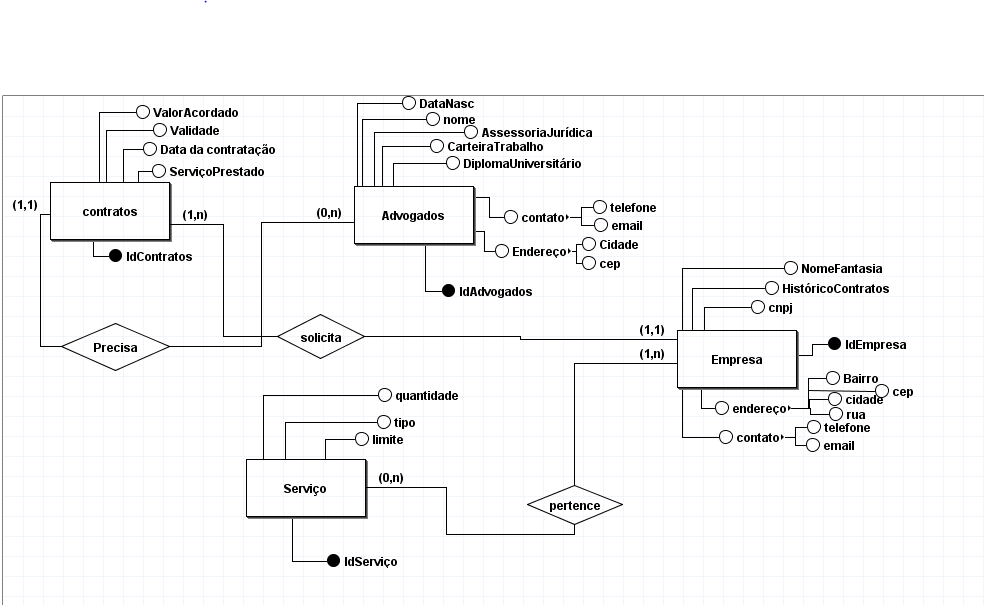 DataNasc
ValorAcordado
nome
Validade
AssessoriaJurídica
Data da contratação
CarteiraTrabalho
ServiçoPrestado
DiplomaUniversitário
(1,1)
contratos
(1,n)
(0,n)
Advogados
contato
telefone
email
Endereço
Cidade
cep
IdContratos
IdAdvogados
NomeFantasia
HistóricoContratos
cnpj
Precisa
solicita
(1,1)
(1,n)
Empresa
IdEmpresa
Bairro
cep
cidade
endereço
rua
telefone
contato
email
quantidade
tipo
limite
(0,n)
Serviço
pertence
IdServiço